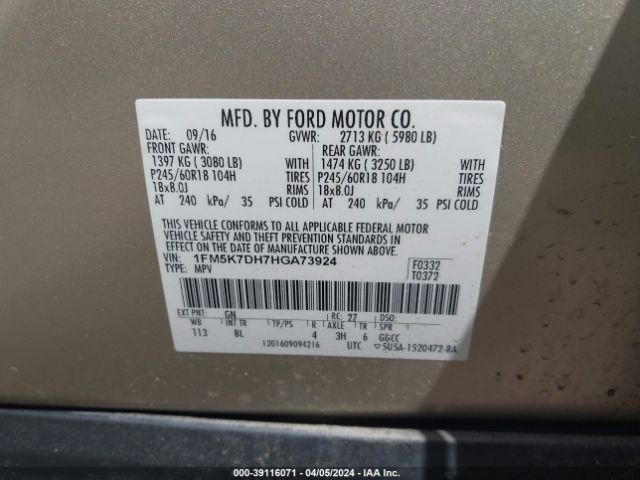 MFD. BY FORD MOTOR CO.
DATE: 09/16 GVWR: 2713 KG ( 5980 LB)
FRONT GAWR: REAR GAWR:
1397 KG ( 3080 LB) WITH 1474 KG ( 3250 LB) WITH
P245/60R18 104H TIRES P245/60R18 104H TIRES
18x8.0J RIMS 18x8.0J RIMS
AT 240 kPa/ 35 PSI COLD AT 240 kPa/ 35 PSI COLD
THIS VEHICLE CONFORMS TO ALL APPLICABLE FEDERAL MOTOR
VEHICLE SAFETY AND THEFT PREVENTION STANDARDS IN
EFFECT ON THE DATE OF MANUFACTURE SHOWN ABOVE.
VIN: 1FM5K7DH7HGA73924 F0332
TYPE: MPV T0372
EXT PNT: GN RC: 27 DSO:
WB INT TR TP/PS R AXLE TR SPR
113 BL 4 3H 6 GGCC
1201609094216 UTC ▽5U5A-1520472-BA
000-39116071 - 04/05/2024 - IAA Inc.